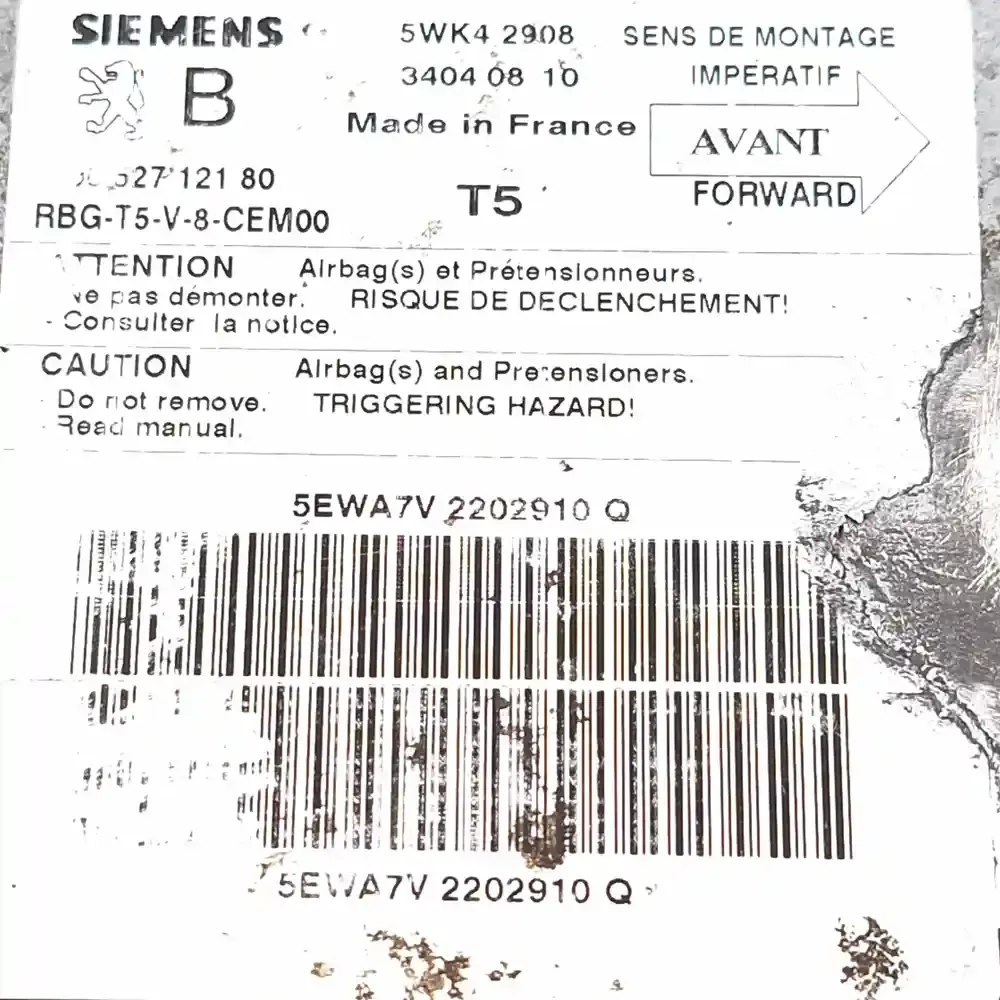 SIEMENS 5WK4 2908 SENS DE MONTAGE
B 3404 08 10 IMPERATIF
Made in France AVANT
527 121 80 T5 FORWARD
RBG-T5-V-8-CEM00
TTENTION Airbag(s) et Prétensionneurs.
pas démonter. RISQUE DE DECLENCHEMENT!
- Consulter la notice.
CAUTION Airbag(s) and Pretensioners.
- Do not remove. TRIGGERING HAZARD!
- Read manual.
5EWA7V 2202910 Q
5EWA7V 2202910 Q